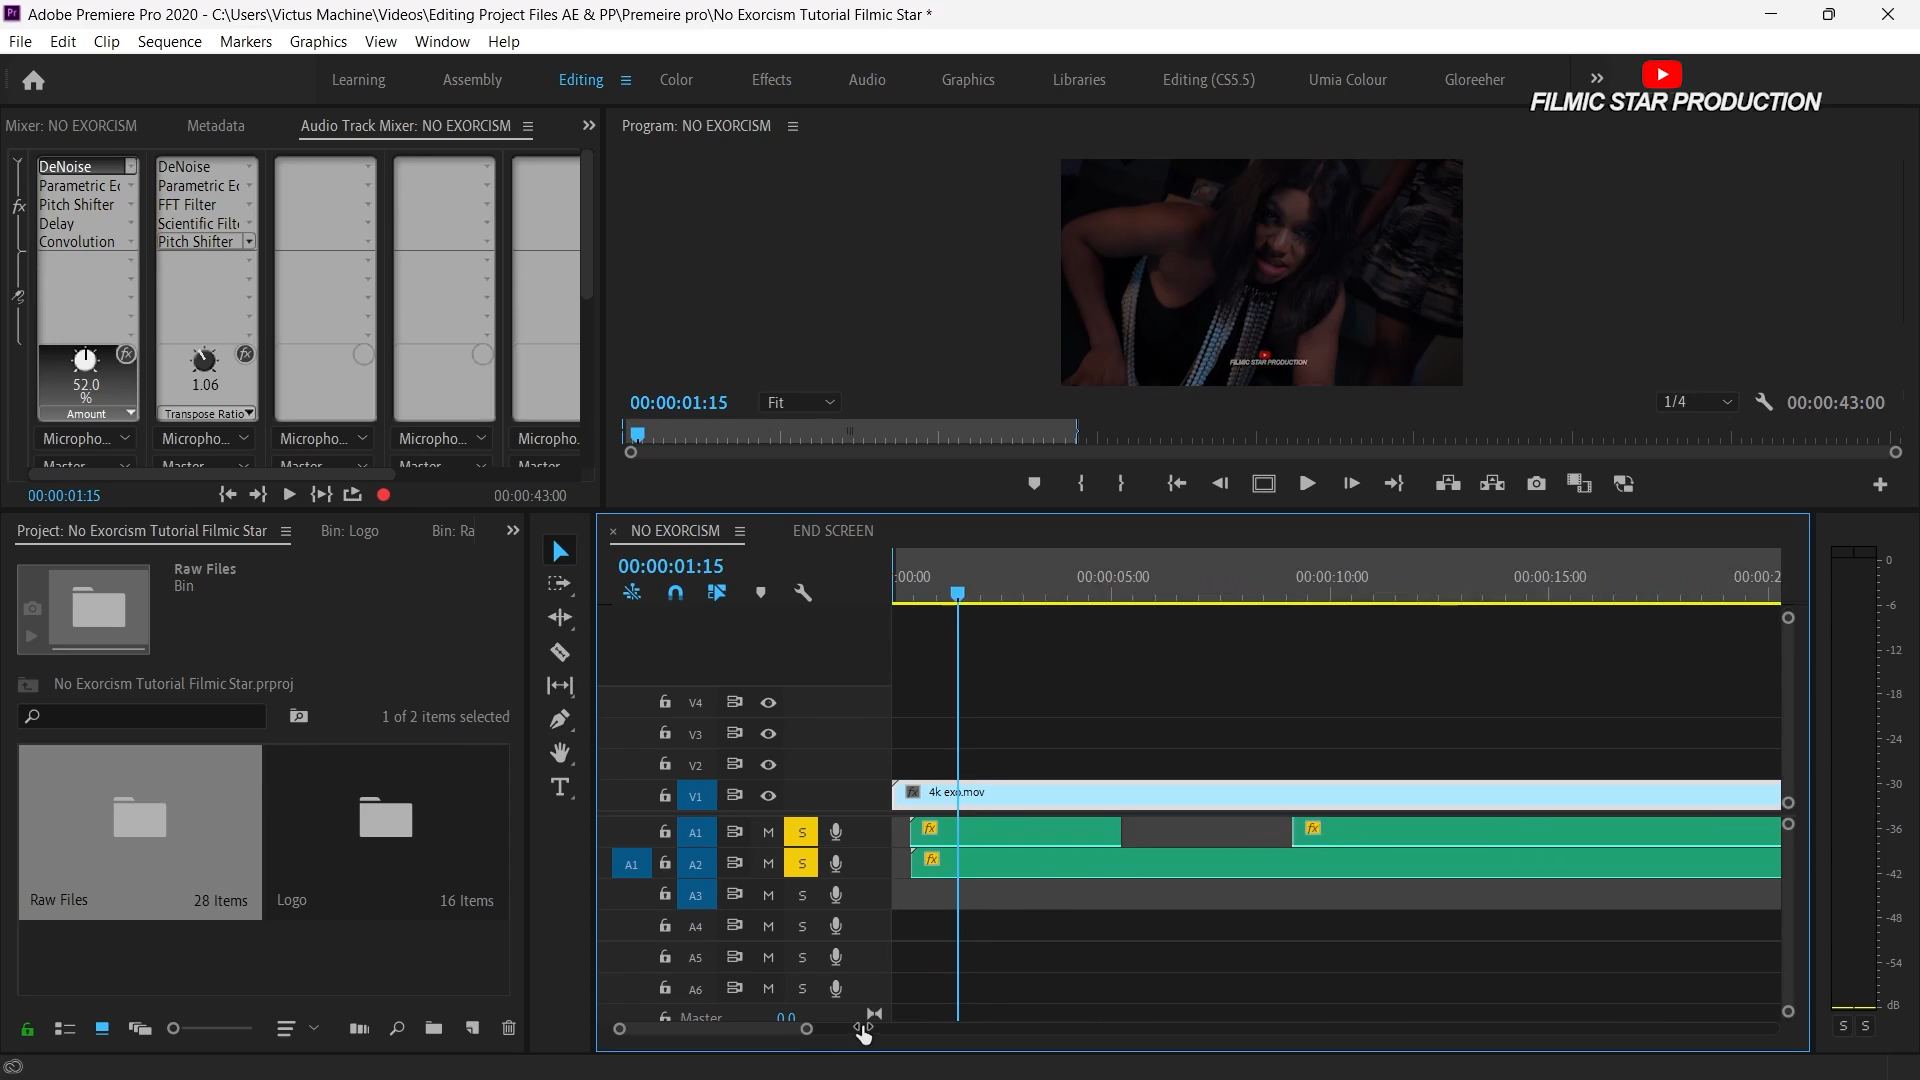 Adobe Premiere Pro 2020 - C:\Users\Victus Machine\Videos\Editing Project Files AE & PP\Premeire pro\No Exorcism Tutorial Filmic Star *
File Edit Clip Sequence Markers Graphics View Window Help
Learning Assembly Editing Color Effects Audio Graphics Libraries Editing (CS5.5) Umia Colour Gloreeher
FILMIC STAR PRODUCTION
Mixer: NO EXORCISM Metadata Audio Track Mixer: NO EXORCISM
Program: NO EXORCISM
DeNoise DeNoise
Parametric Ec Parametric Ec
Pitch Shifter FFT Filter
Delay Scientific Filte
Convolution Pitch Shifter
52.0 1.06
%
Amount Transpose Ratio
Micropho... Micropho... Micropho... Micropho... Micropho.
Master Master Master Master Master
00:00:01:15 00:00:43:00
FILMIC STAR PRODUCTION
00:00:01:15 Fit 1/4 00:00:43:00
Project: No Exorcism Tutorial Filmic Star Bin: Logo Bin: Ra
Raw Files
Bin
No Exorcism Tutorial Filmic Star.prproj
1 of 2 items selected
Raw Files 28 Items Logo 16 Items
NO EXORCISM END SCREEN
00:00:01:15
:00:00 00:00:05:00 00:00:10:00 00:00:15:00 00:00:2
V4
V3
V2
V1 fx 4k exo.mov
A1 M S fx fx
A1 A2 M S fx
A3 M S
A4 M S
A5 M S
A6 M S
Master 0.0
0
-6
-12
-18
-24
-30
-36
-42
-48
-54
dB
S S